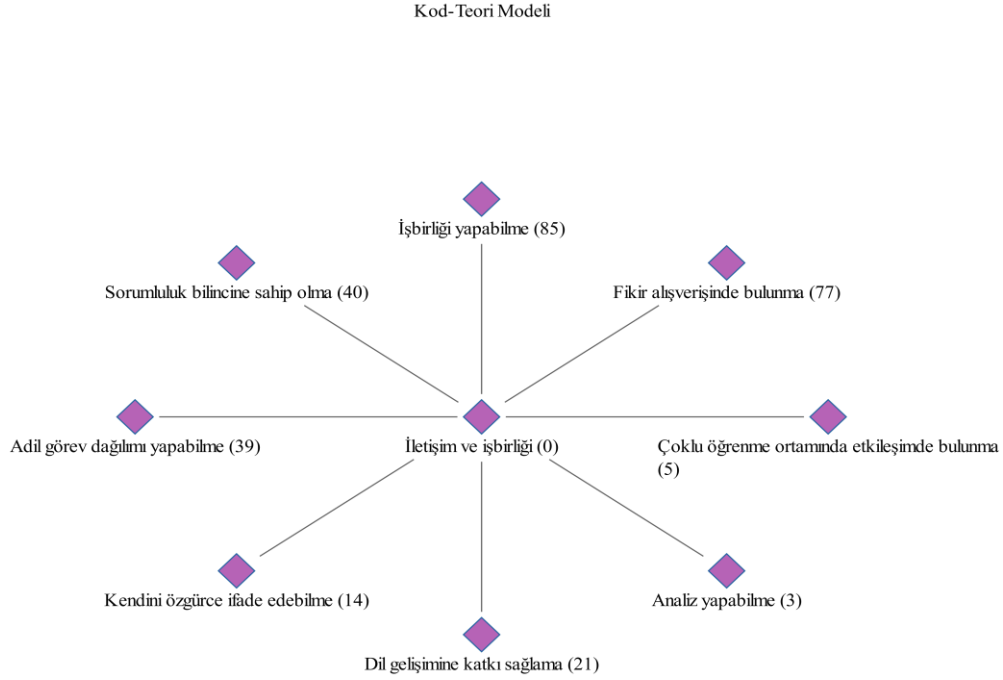 Kod-Teori Modeli
İşbirliği yapabilme (85)
Sorumluluk bilincine sahip olma (40)
Fikir alışverişinde bulunma (77)
Adil görev dağılımı yapabilme (39)
İletişim ve işbirliği (0)
Çoklu öğrenme ortamında etkileşimde bulunma
(5)
Kendini özgürce ifade edebilme (14)
Analiz yapabilme (3)
Dil gelişimine katkı sağlama (21)